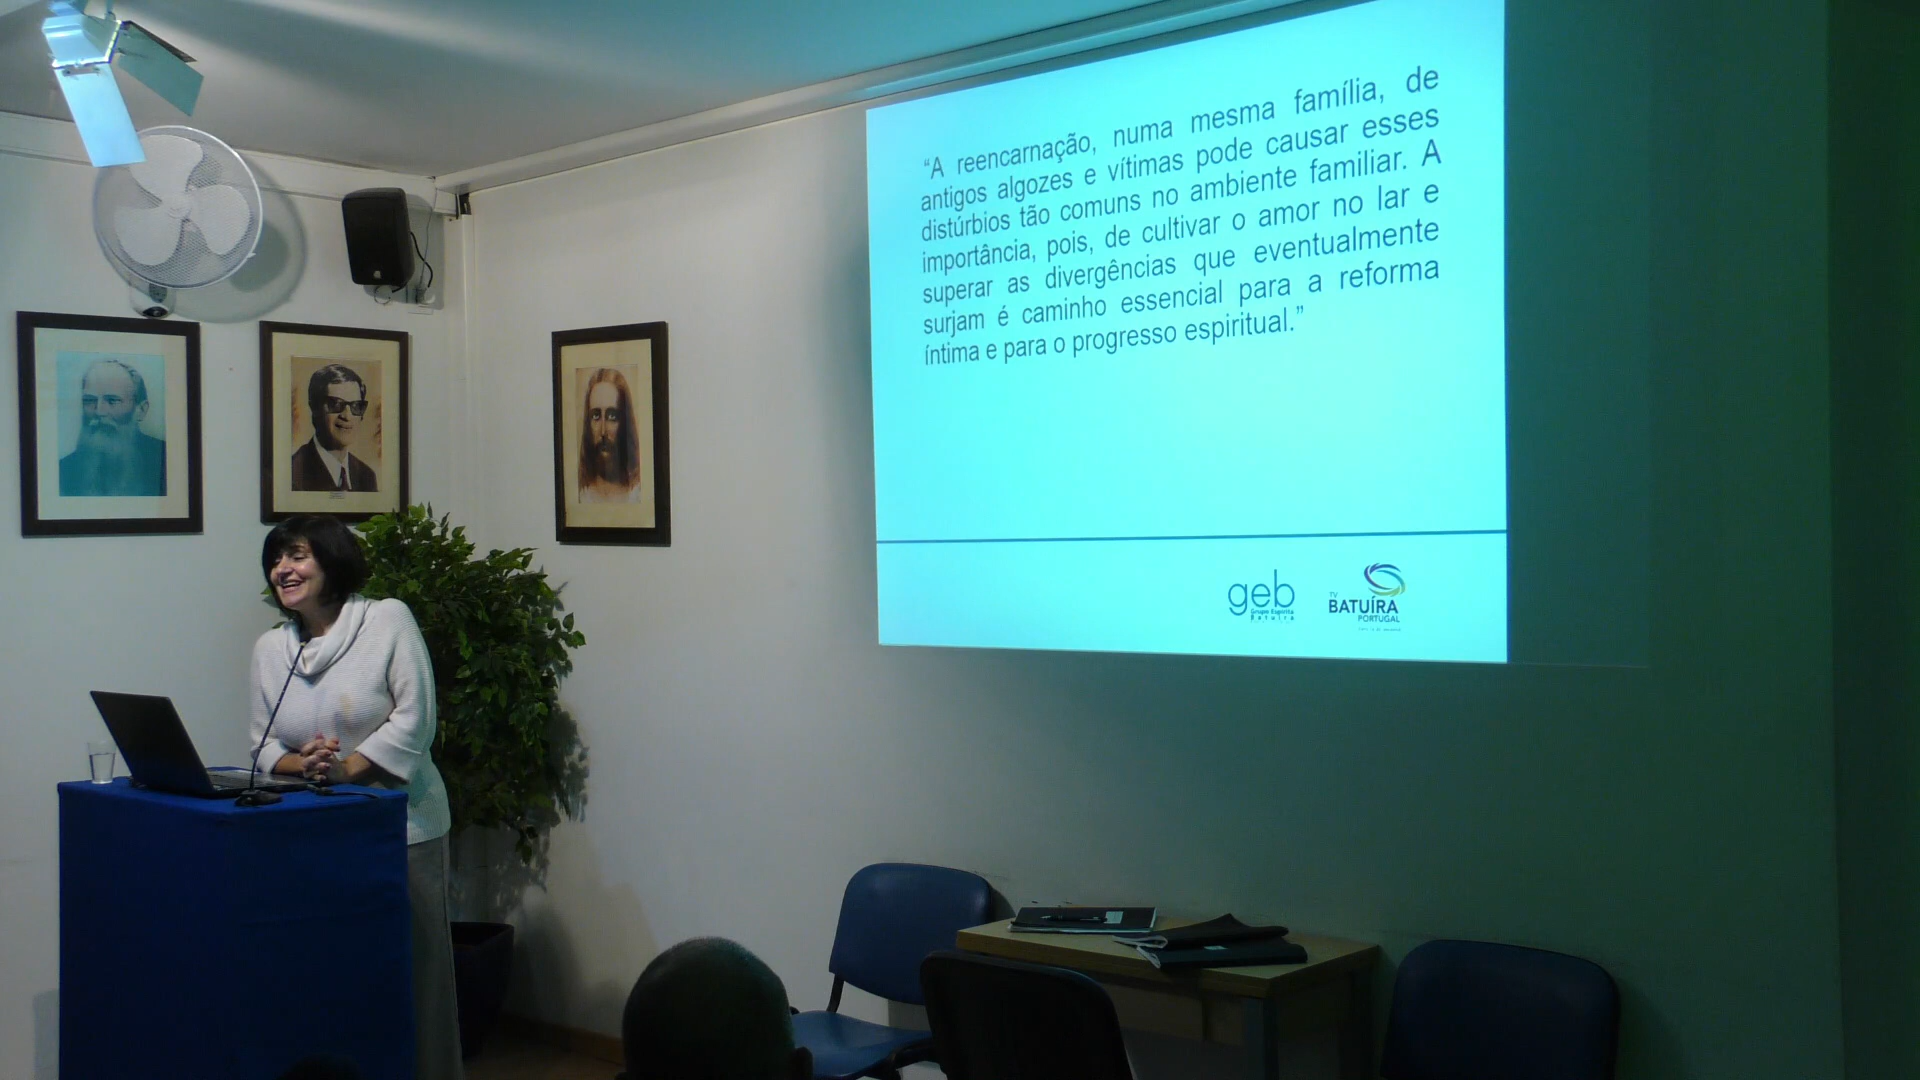 “A reencarnação, numa mesma família, de
antigos algozes e vítimas pode causar esses
distúrbios tão comuns no ambiente familiar. A
importância, pois, de cultivar o amor no lar e
superar as divergências que eventualmente
surjam é caminho essencial para a reforma
íntima e para o progresso espiritual.”
geb
Grupo Espírita
Batuíra
TV
BATUÍRA
PORTUGAL